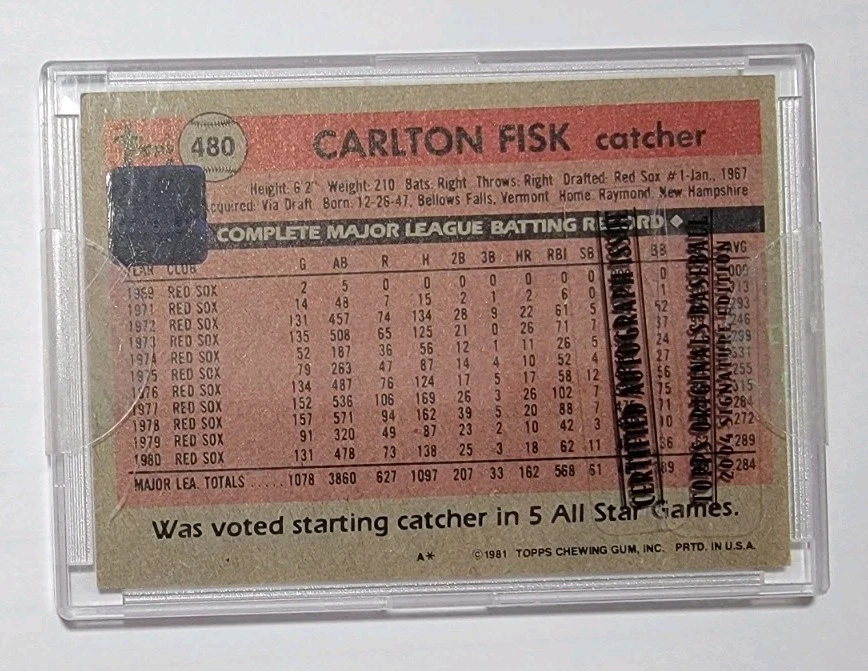 Topps 480 CARLTON FISK catcher
Height: 6'2" Weight: 210 Bats: Right Throws: Right Drafted: Red Sox #1-Jan., 1967
Via Draft Born: 12-26-47, Bellows Falls, Vermont Home: Raymond, New Hampshire
COMPLETE MAJOR LEAGUE BATTING RECORD ◆
YEAR CLUB G AB R H 2B 3B HR RBI SB BB AVG
1969 RED SOX 2 5 0 0 0 0 0 0 0 0 .000
1971 RED SOX 14 48 7 15 2 1 2 6 0 1 .313
1972 RED SOX 131 457 74 134 28 9 22 61 5 52 .293
1973 RED SOX 135 508 65 125 21 0 26 71 7 37 .246
1974 RED SOX 52 187 36 56 12 1 11 26 5 24 .299
1975 RED SOX 79 263 47 87 14 4 10 52 4 27 .331
1976 RED SOX 134 487 76 124 17 5 17 58 12 56 .255
1977 RED SOX 152 536 106 169 26 3 26 102 7 75 .315
1978 RED SOX 157 571 94 162 39 5 20 88 7 71 .284
1979 RED SOX 91 320 49 87 23 2 10 42 3 10 .272
1980 RED SOX 131 478 73 138 25 3 18 62 11 36 .289
MAJOR LEA. TOTALS ..... 1078 3860 627 1097 207 33 162 568 61 .284
Was voted starting catcher in 5 All Star Games.
A* ©1981 TOPPS CHEWING GUM, INC. PRTD. IN U.S.A.
CERTIFIED AUTOGRAPH ISSUE
TOPPS ORIGINALS BASEBALL
2004 SIGNATURE EDITION